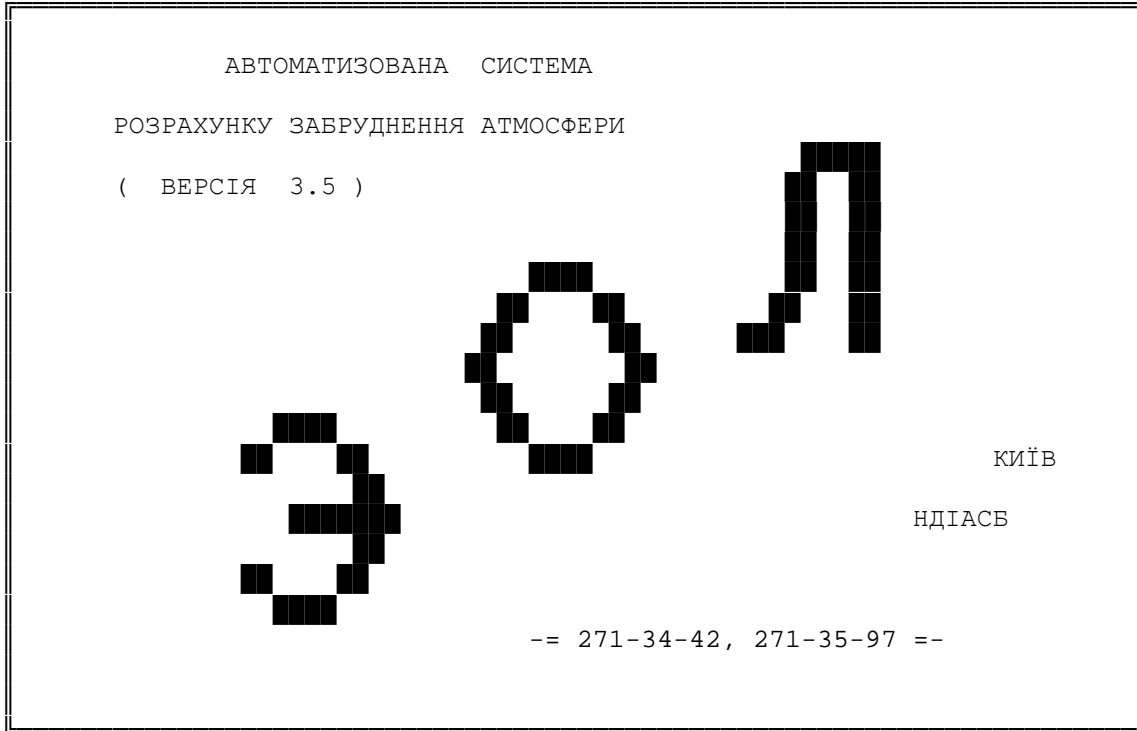 АВТОМАТИЗОВАНА СИСТЕМА
РОЗРАХУНКУ ЗАБРУДНЕННЯ АТМОСФЕРИ
( ВЕРСІЯ 3.5 )
ЭОЛ
КИЇВ
НДІАСБ
-= 271-34-42, 271-35-97 =-